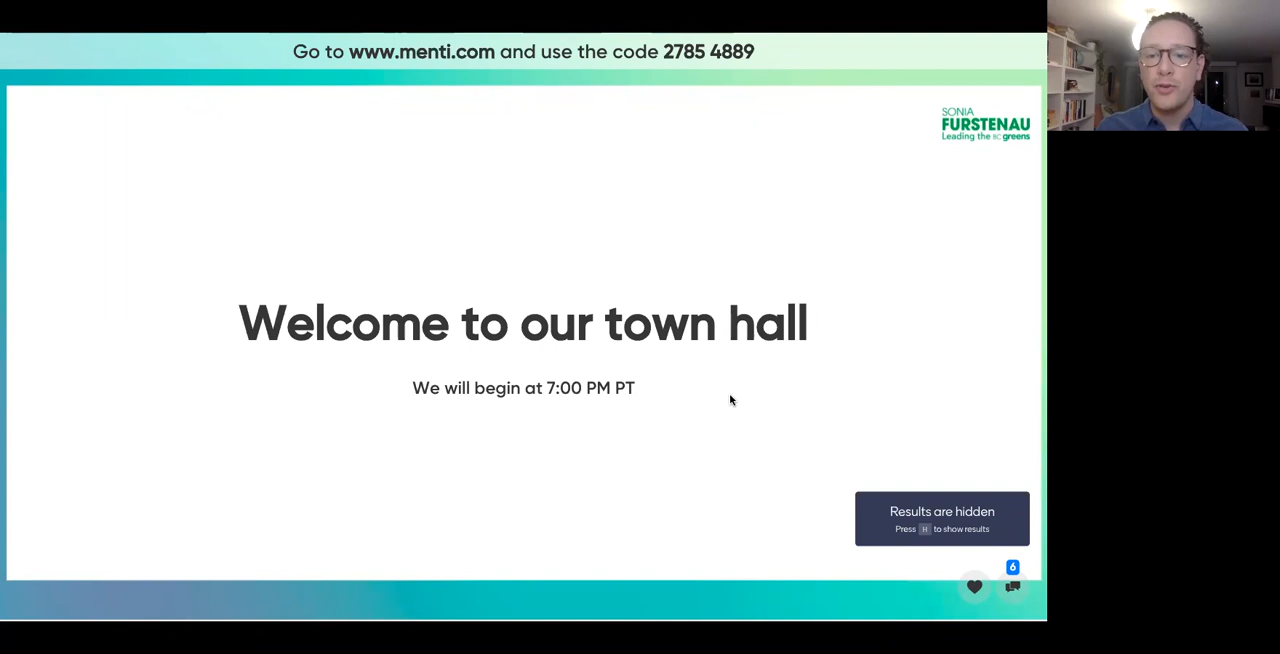 Go to www.menti.com and use the code 2785 4889
SONIA
FURSTENAU
Leading the BC greens
Welcome to our town hall
We will begin at 7:00 PM PT
Results are hidden
Press H to show results
6